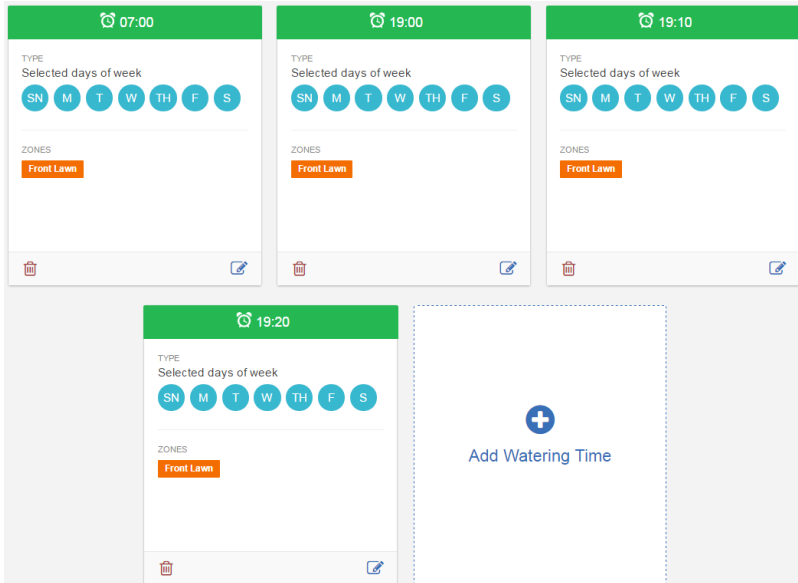 07:00
TYPE
Selected days of week
SN M T W TH F S
ZONES
Front Lawn
19:00
TYPE
Selected days of week
SN M T W TH F S
ZONES
Front Lawn
19:10
TYPE
Selected days of week
SN M T W TH F S
ZONES
Front Lawn
19:20
TYPE
Selected days of week
SN M T W TH F S
ZONES
Front Lawn
Add Watering Time